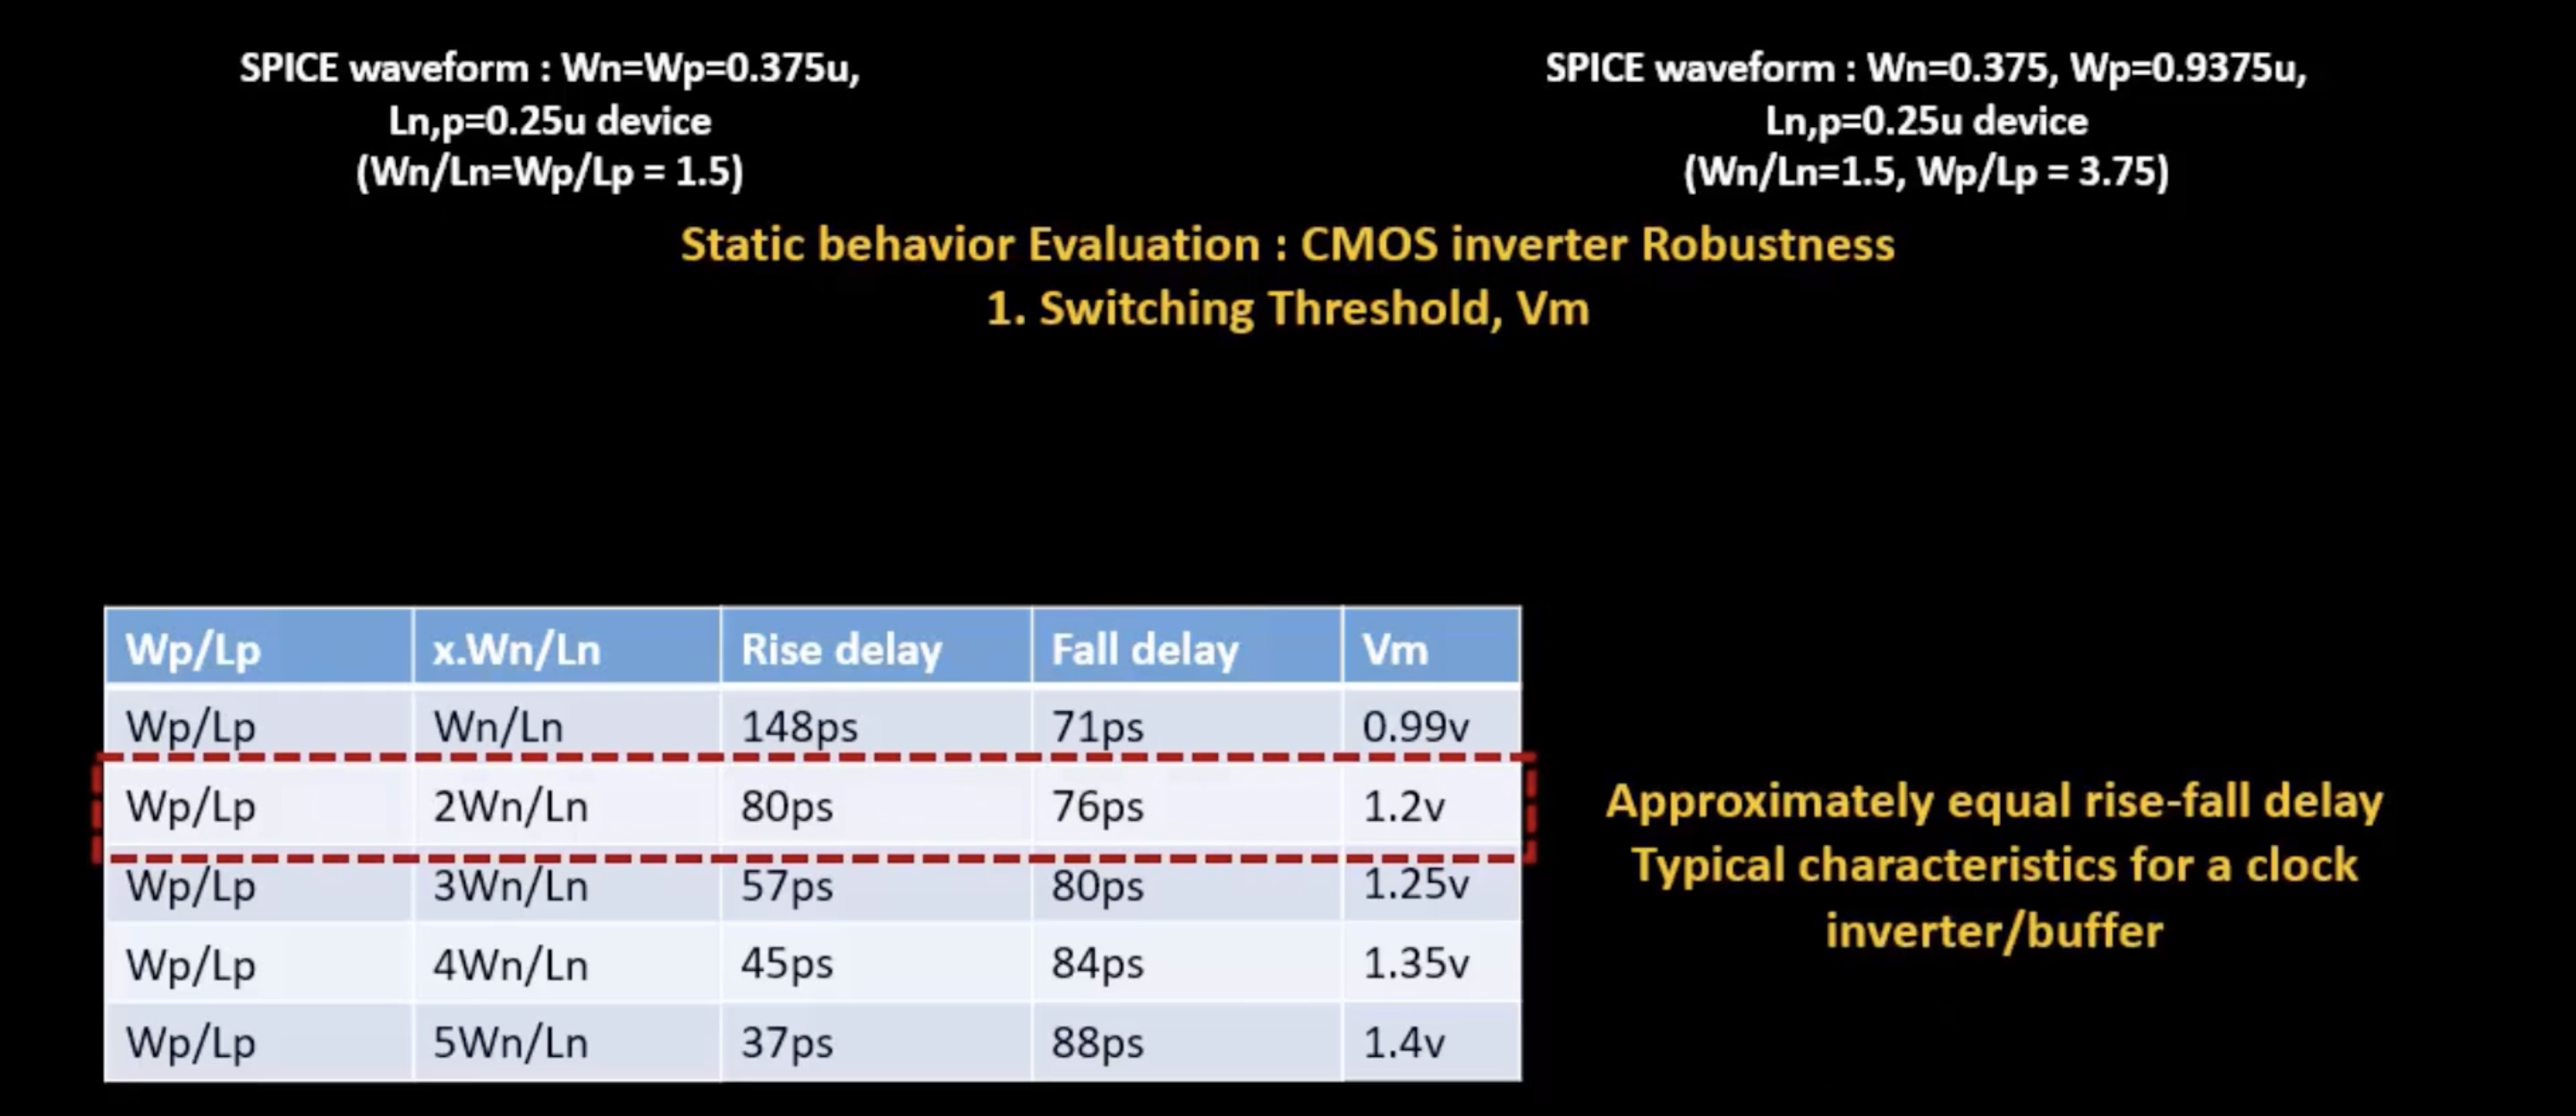 SPICE waveform : Wn=Wp=0.375u,
Ln,p=0.25u device
(Wn/Ln=Wp/Lp = 1.5)
SPICE waveform : Wn=0.375, Wp=0.9375u,
Ln,p=0.25u device
(Wn/Ln=1.5, Wp/Lp = 3.75)
Static behavior Evaluation : CMOS inverter Robustness
1. Switching Threshold, Vm
Wp/Lp x.Wn/Ln Rise delay Fall delay Vm
Wp/Lp Wn/Ln 148ps 71ps 0.99v
Wp/Lp 2Wn/Ln 80ps 76ps 1.2v
Wp/Lp 3Wn/Ln 57ps 80ps 1.25v
Wp/Lp 4Wn/Ln 45ps 84ps 1.35v
Wp/Lp 5Wn/Ln 37ps 88ps 1.4v
Approximately equal rise-fall delay
Typical characteristics for a clock
inverter/buffer